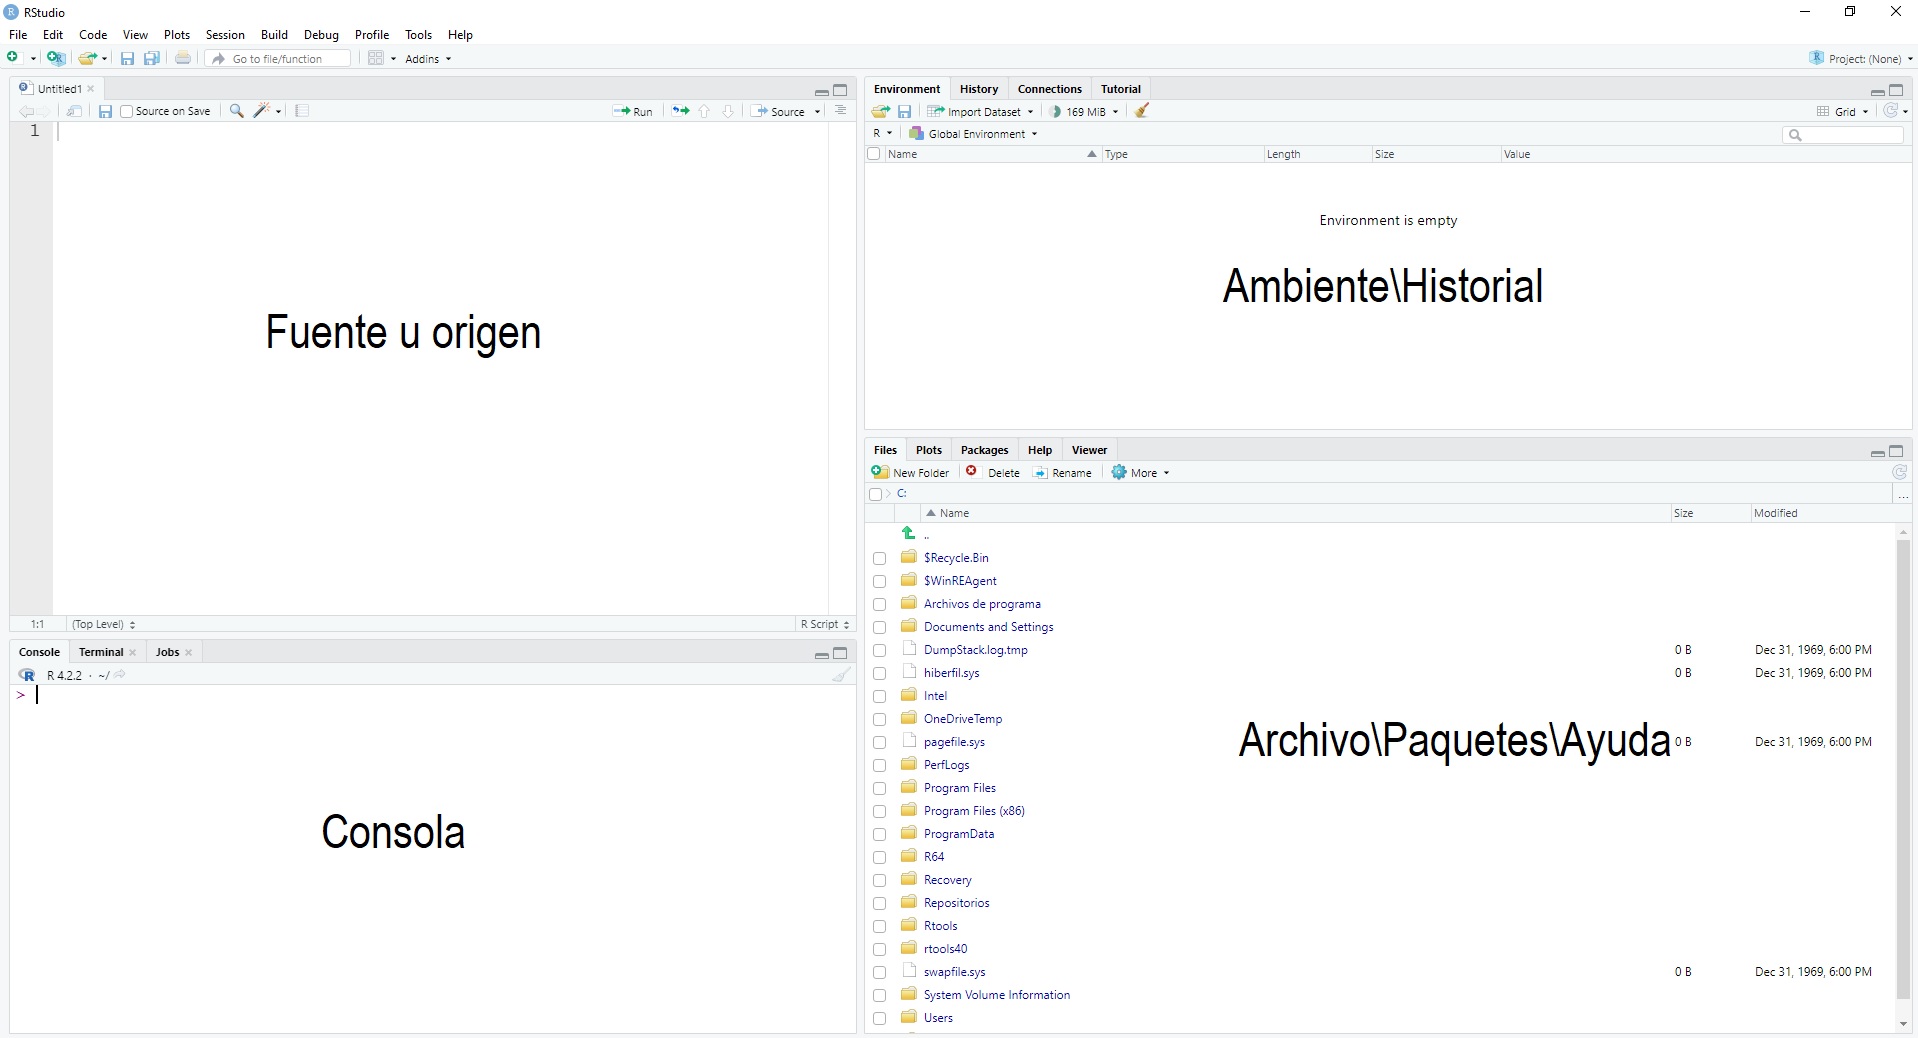 RStudio
File Edit Code View Plots Session Build Debug Profile Tools Help
Go to file/function Addins Project: (None)
Untitled1
Source on Save Run Source
1
Fuente u origen
1:1 (Top Level) R Script
Console Terminal Jobs
R 4.2.2 · ~/
>
Consola
Environment History Connections Tutorial
Import Dataset 169 MiB Grid
R Global Environment
Name Type Length Size Value
Environment is empty
Ambiente\Historial
Files Plots Packages Help Viewer
New Folder Delete Rename More
C: ...
Name Size Modified
..
$Recycle.Bin
$WinREAgent
Archivos de programa
Documents and Settings
DumpStack.log.tmp 0 B Dec 31, 1969, 6:00 PM
hiberfil.sys 0 B Dec 31, 1969, 6:00 PM
Intel
OneDriveTemp
Archivo\Paquetes\Ayuda
pagefile.sys 0 B Dec 31, 1969, 6:00 PM
PerfLogs
Program Files
Program Files (x86)
ProgramData
R64
Recovery
Repositorios
Rtools
rtools40
swapfile.sys 0 B Dec 31, 1969, 6:00 PM
System Volume Information
Users